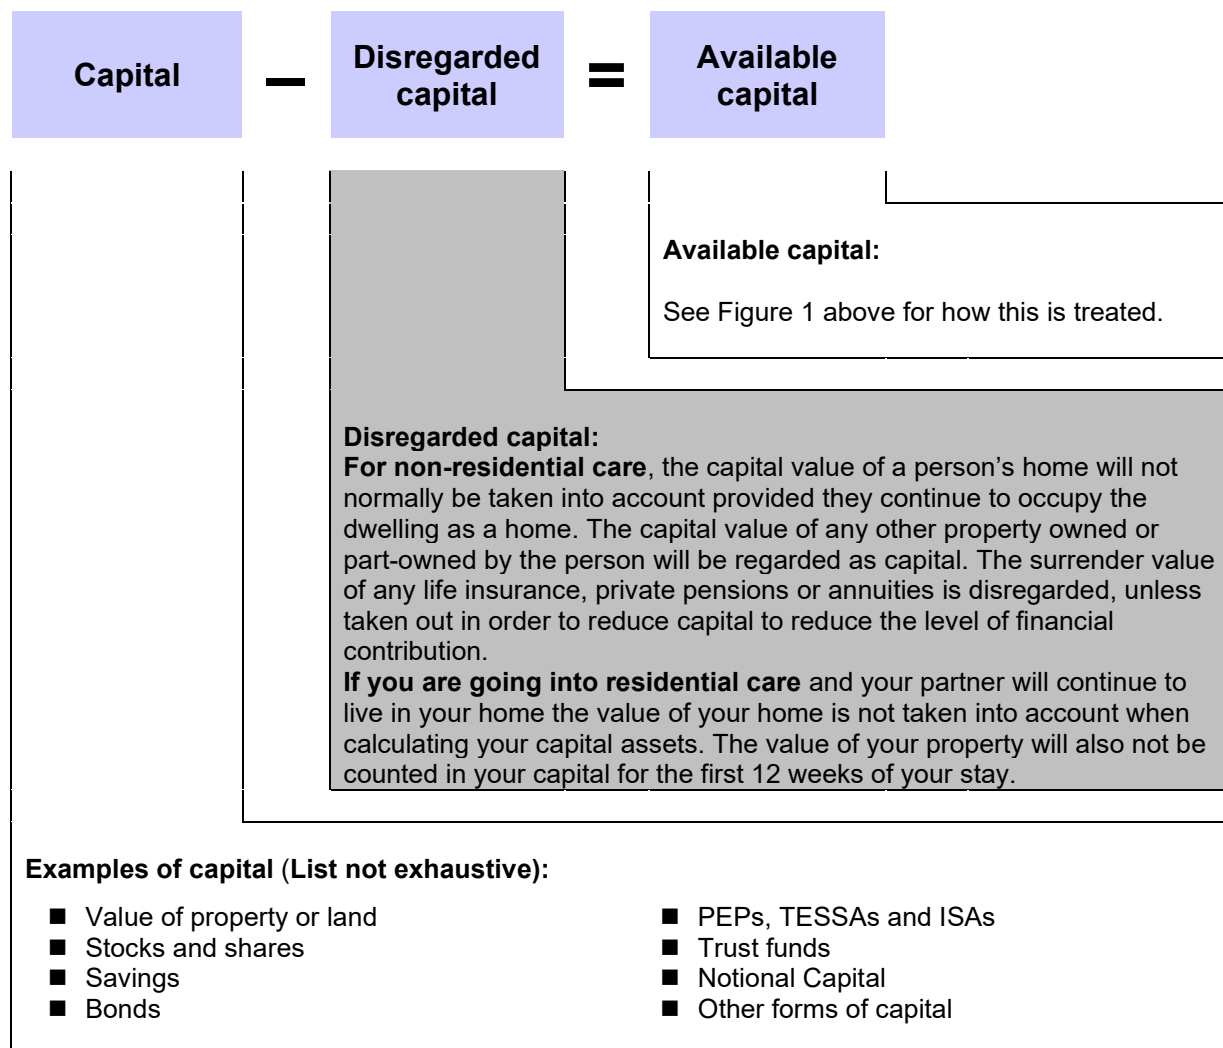 Capital
–
Disregarded
capital
=
Available
capital
Available capital:
See Figure 1 above for how this is treated.
Disregarded capital:
For non-residential care, the capital value of a person’s home will not
normally be taken into account provided they continue to occupy the
dwelling as a home. The capital value of any other property owned or
part-owned by the person will be regarded as capital. The surrender value
of any life insurance, private pensions or annuities is disregarded, unless
taken out in order to reduce capital to reduce the level of financial
contribution.
If you are going into residential care and your partner will continue to
live in your home the value of your home is not taken into account when
calculating your capital assets. The value of your property will also not be
counted in your capital for the first 12 weeks of your stay.
Examples of capital (List not exhaustive):
■ Value of property or land
■ Stocks and shares
■ Savings
■ Bonds
■ PEPs, TESSAs and ISAs
■ Trust funds
■ Notional Capital
■ Other forms of capital